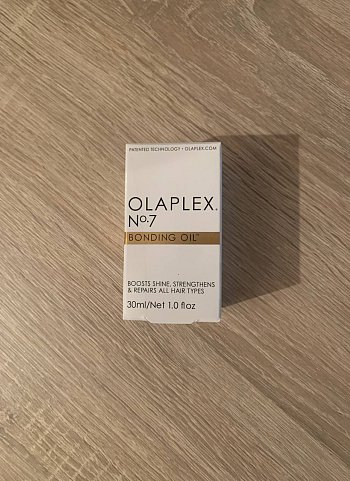 PATENTED TECHNOLOGY • OLAPLEX.COM
OLAPLEX.
Nº.7
BONDING OIL™
BOOSTS SHINE, STRENGTHENS
& REPAIRS ALL HAIR TYPES
30ml/Net 1.0 floz